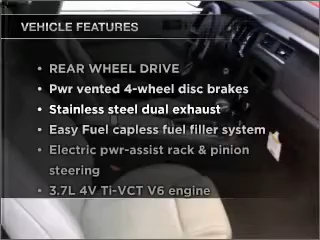 VEHICLE FEATURES
• REAR WHEEL DRIVE
• Pwr vented 4-wheel disc brakes
• Stainless steel dual exhaust
• Easy Fuel capless fuel filler system
• Electric pwr-assist rack & pinion
steering
• 3.7L 4V Ti-VCT V6 engine